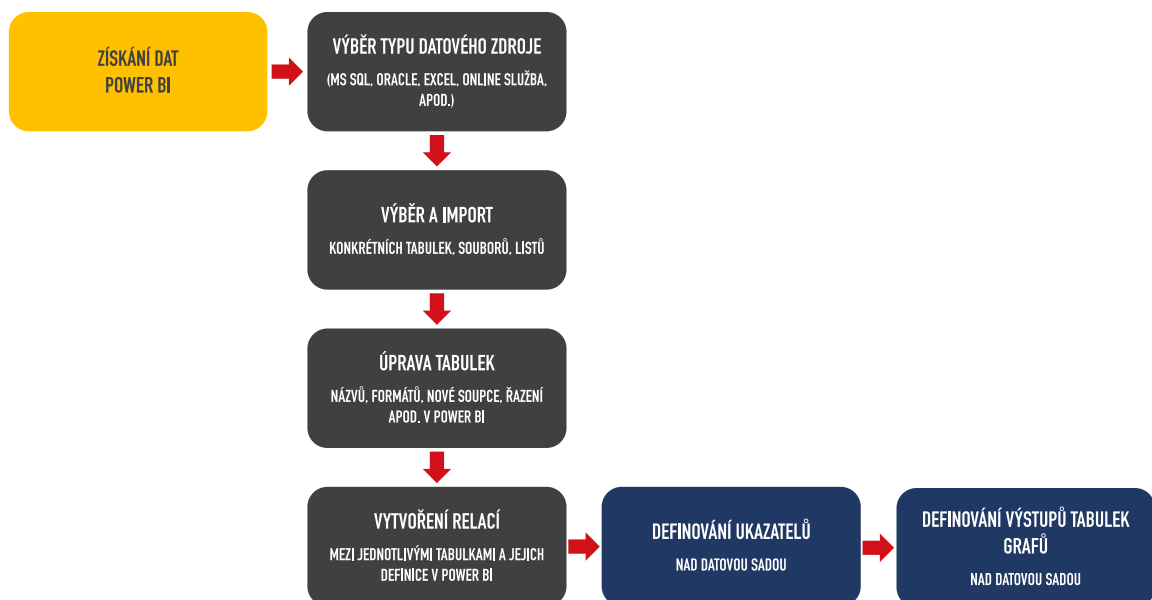 ZÍSKÁNÍ DAT
POWER BI
VÝBĚR TYPU DATOVÉHO ZDROJE
(MS SQL, ORACLE, EXCEL, ONLINE SLUŽBA,
APOD.)
VÝBĚR A IMPORT
KONKRÉTNÍCH TABULEK, SOUBORŮ, LISTŮ
ÚPRAVA TABULEK
NÁZVŮ, FORMÁTŮ, NOVÉ SOUPCE, ŘAZENÍ
APOD. V POWER BI
VYTVOŘENÍ RELACÍ
MEZI JEDNOTLIVÝMI TABULKAMI A JEJICH
DEFINICE V POWER BI
DEFINOVÁNÍ UKAZATELŮ
NAD DATOVOU SADOU
DEFINOVÁNÍ VÝSTUPŮ TABULEK
GRAFŮ
NAD DATOVOU SADOU